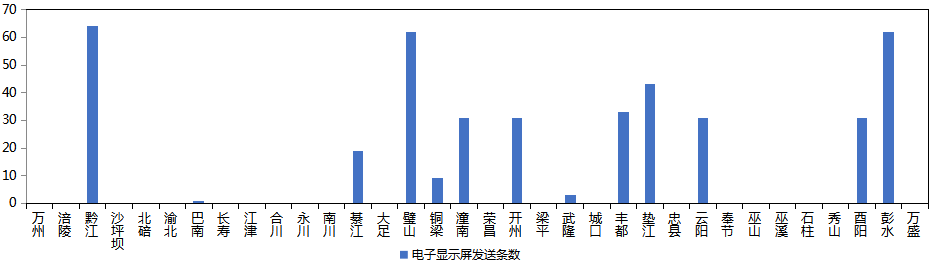 70
60
50
40
30
20
10
0
万州
涪陵
黔江
沙坪坝
北碚
渝北
巴南
长寿
江津
合川
永川
南川
綦江
大足
璧山
铜梁
潼南
荣昌
开州
梁平
武隆
城口
丰都
垫江
忠县
云阳
奉节
巫山
巫溪
石柱
秀山
酉阳
彭水
万盛
电子显示屏发送条数